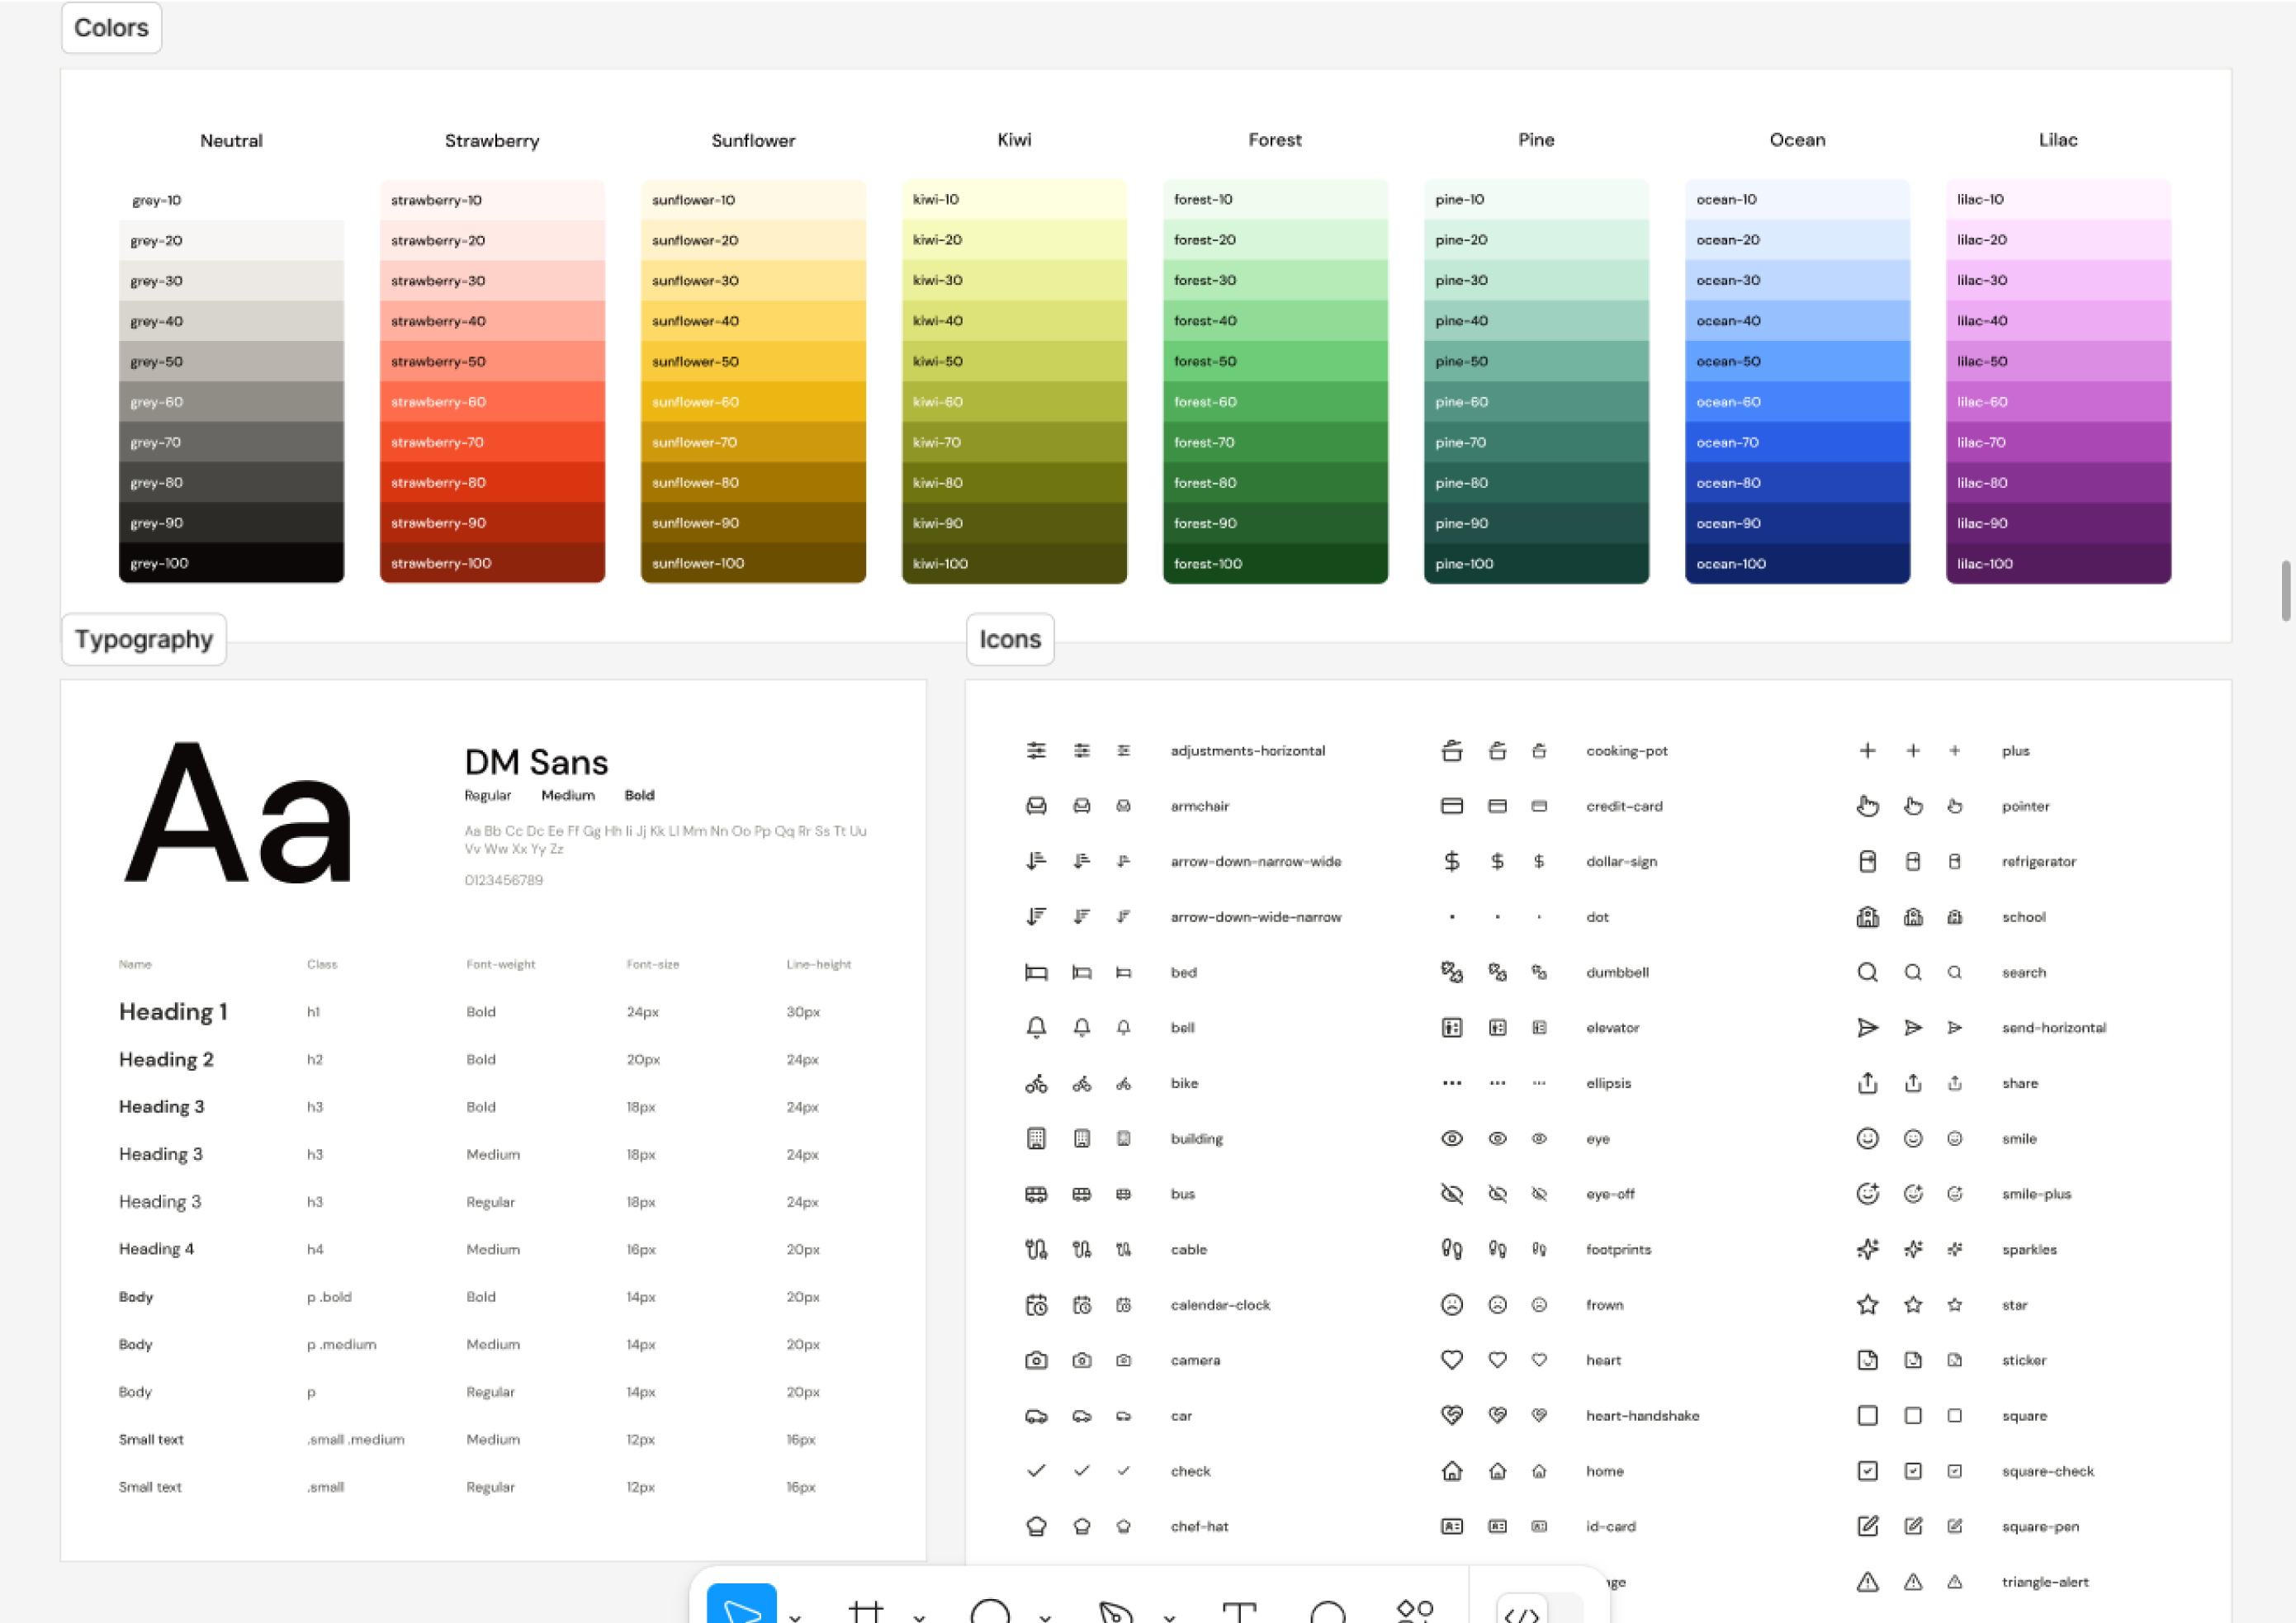 Colors
Neutral Strawberry Sunflower Kiwi Forest Pine Ocean Lilac
grey-10 strawberry-10 sunflower-10 kiwi-10 forest-10 pine-10 ocean-10 lilac-10
grey-20 strawberry-20 sunflower-20 kiwi-20 forest-20 pine-20 ocean-20 lilac-20
grey-30 strawberry-30 sunflower-30 kiwi-30 forest-30 pine-30 ocean-30 lilac-30
grey-40 strawberry-40 sunflower-40 kiwi-40 forest-40 pine-40 ocean-40 lilac-40
grey-50 strawberry-50 sunflower-50 kiwi-50 forest-50 pine-50 ocean-50 lilac-50
grey-60 strawberry-60 sunflower-60 kiwi-60 forest-60 pine-60 ocean-60 lilac-60
grey-70 strawberry-70 sunflower-70 kiwi-70 forest-70 pine-70 ocean-70 lilac-70
grey-80 strawberry-80 sunflower-80 kiwi-80 forest-80 pine-80 ocean-80 lilac-80
grey-90 strawberry-90 sunflower-90 kiwi-90 forest-90 pine-90 ocean-90 lilac-90
grey-100 strawberry-100 sunflower-100 kiwi-100 forest-100 pine-100 ocean-100 lilac-100
Typography
Aa
DM Sans
Regular Medium Bold
Aa Bb Cc Dc Ee Ff Gg Hh Ii Jj Kk Ll Mm Nn Oo Pp Qq Rr Ss Tt Uu
Vv Ww Xx Yy Zz
0123456789
Name Class Font-weight Font-size Line-height
Heading 1 h1 Bold 24px 30px
Heading 2 h2 Bold 20px 24px
Heading 3 h3 Bold 18px 24px
Heading 3 h3 Medium 18px 24px
Heading 3 h3 Regular 18px 24px
Heading 4 h4 Medium 16px 20px
Body p .bold Bold 14px 20px
Body p .medium Medium 14px 20px
Body p Regular 14px 20px
Small text .small .medium Medium 12px 16px
Small text .small Regular 12px 16px
Icons
adjustments-horizontal cooking-pot plus
armchair credit-card pointer
arrow-down-narrow-wide dollar-sign refrigerator
arrow-down-wide-narrow dot school
bed dumbbell search
bell elevator send-horizontal
bike ellipsis share
building eye smile
bus eye-off smile-plus
cable footprints sparkles
calendar-clock frown star
camera heart sticker
car heart-handshake square
check home square-check
chef-hat id-card square-pen
triangle-alert